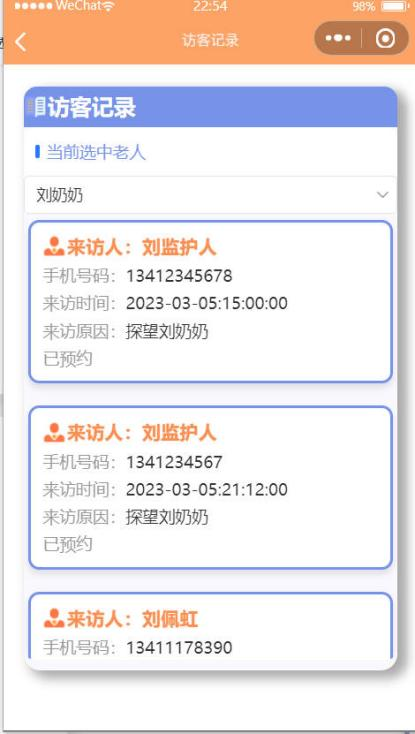 WeChat
22:54
98%
访客记录
访客记录
当前选中老人
刘奶奶
来访人：刘监护人
手机号码：13412345678
来访时间：2023-03-05:15:00:00
来访原因：探望刘奶奶
已预约
来访人：刘监护人
手机号码：1341234567
来访时间：2023-03-05:21:12:00
来访原因：探望刘奶奶
已预约
来访人：刘佩虹
手机号码：13411178390